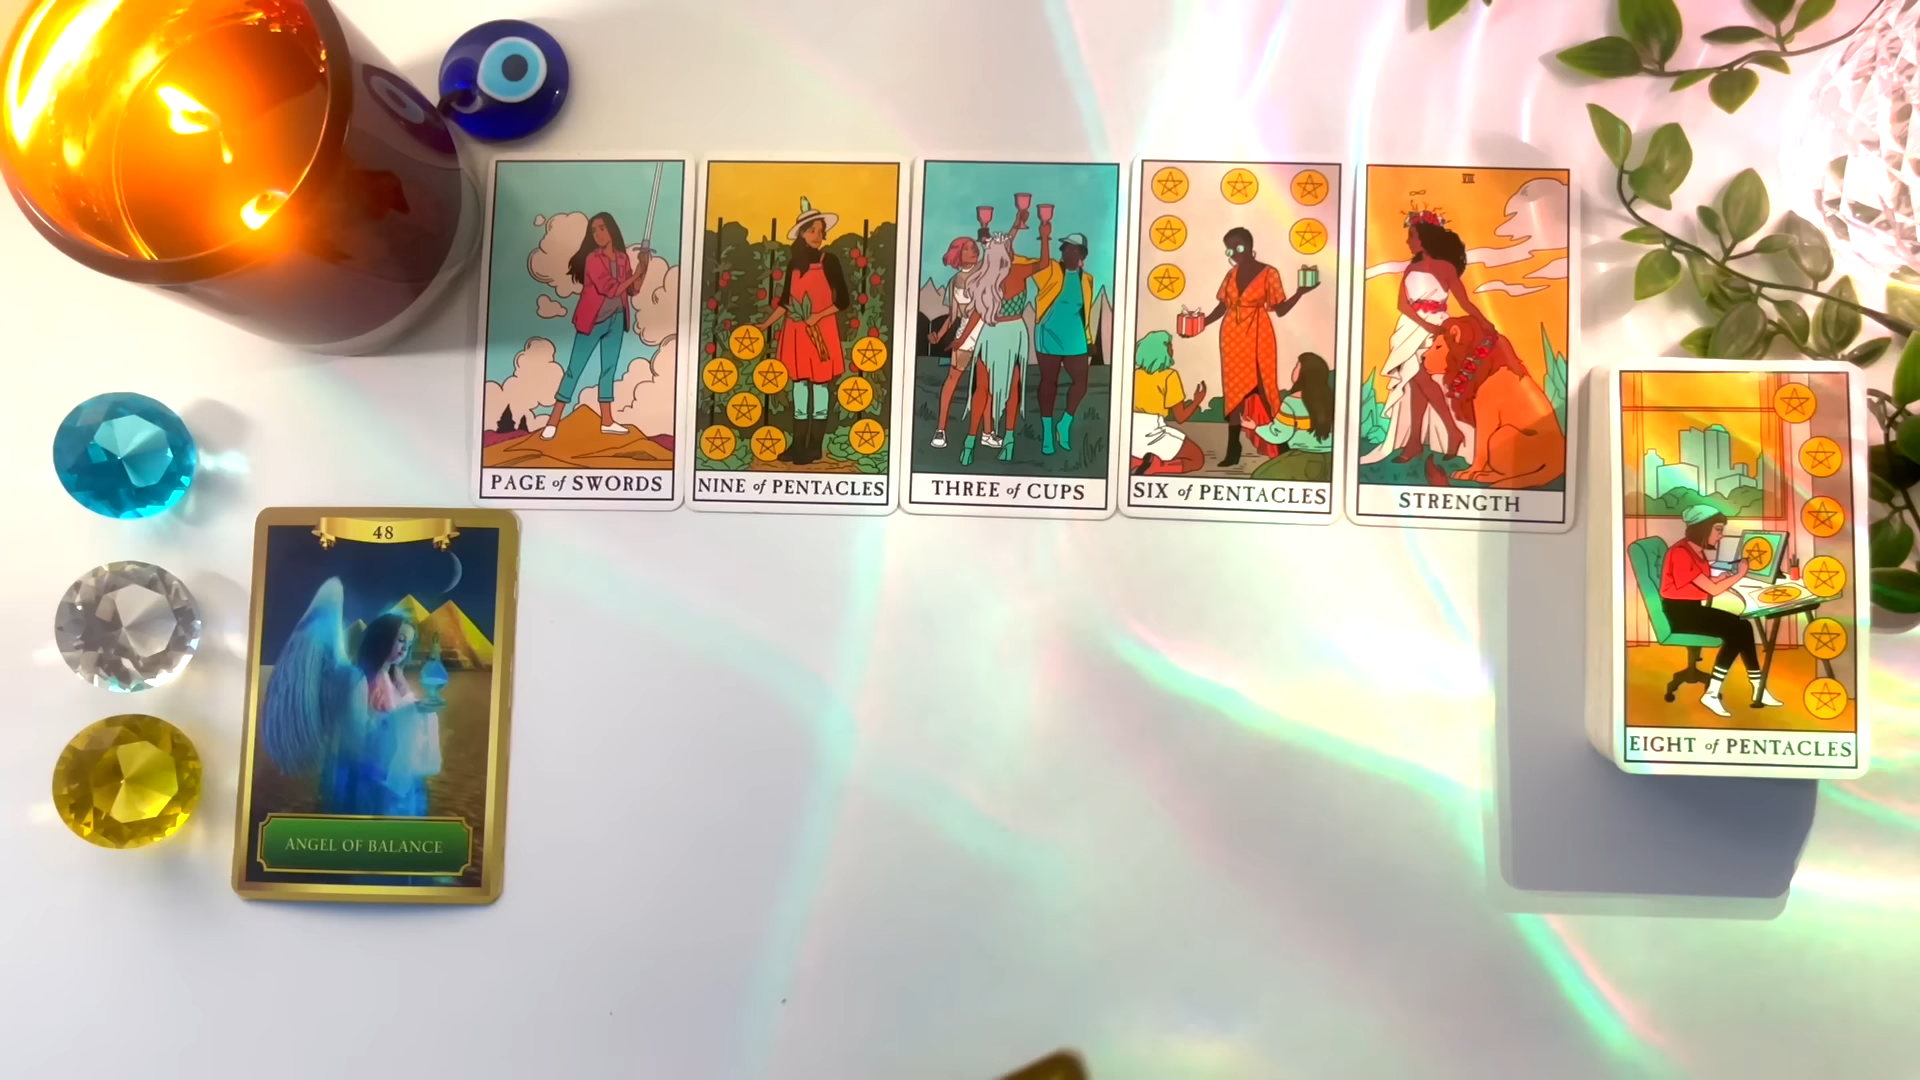 PAGE of SWORDS
NINE of PENTACLES
THREE of CUPS
SIX of PENTACLES
VIII
STRENGTH
EIGHT of PENTACLES
48
ANGEL OF BALANCE